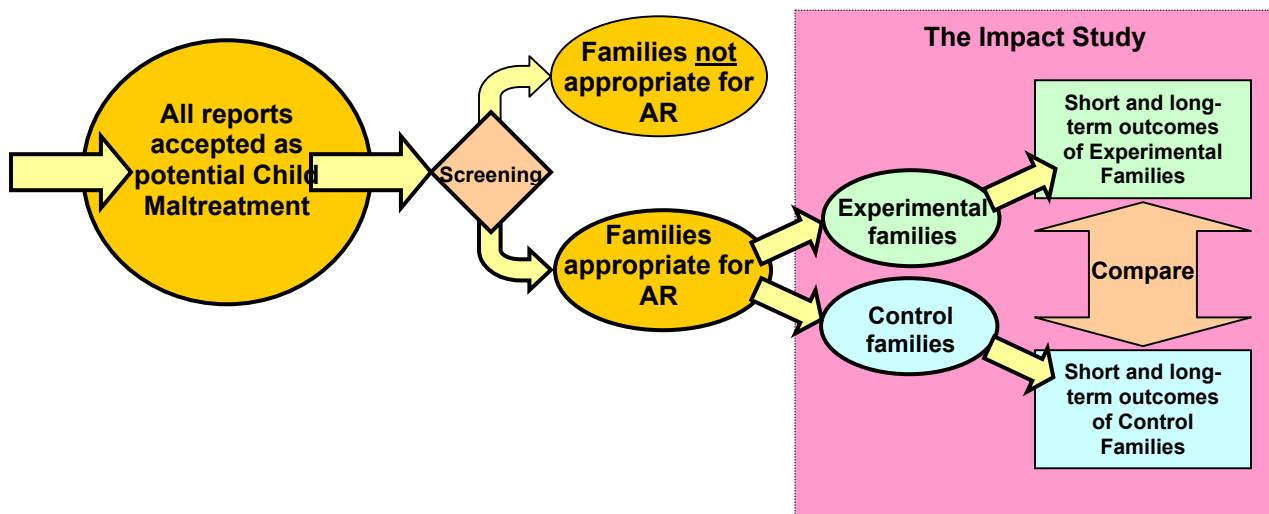 All reports
accepted as
potential Child
Maltreatment
Screening
Families not
appropriate for
AR
Families
appropriate for
AR
The Impact Study
Experimental
families
Control
families
Short and long-
term outcomes
of Experimental
Families
Compare
Short and long-
term outcomes
of Control
Families